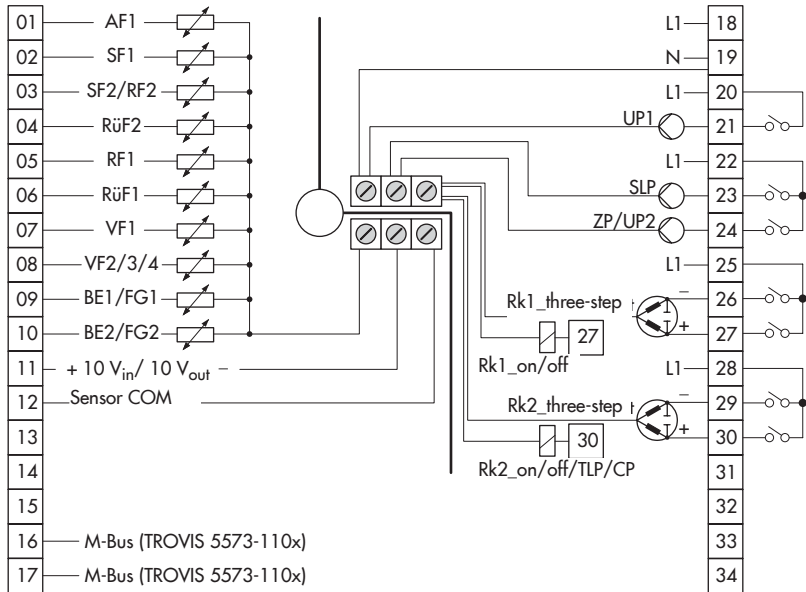 01 AF1
02 SF1
03 SF2/RF2
04 RüF2
05 RF1
06 RüF1
07 VF1
08 VF2/3/4
09 BE1/FG1
10 BE2/FG2
11 + 10 Vin/ 10 Vout −
12 Sensor COM
13
14
15
16 M-Bus (TROVIS 5573-110x)
17 M-Bus (TROVIS 5573-110x)
L1 18
N 19
L1 20
UP1 21
L1 22
SLP 23
ZP/UP2 24
L1 25
Rk1_three-step − 26
+ 27
27
Rk1_on/off
L1 28
Rk2_three-step − 29
+ 30
30
Rk2_on/off/TLP/CP
31
32
33
34